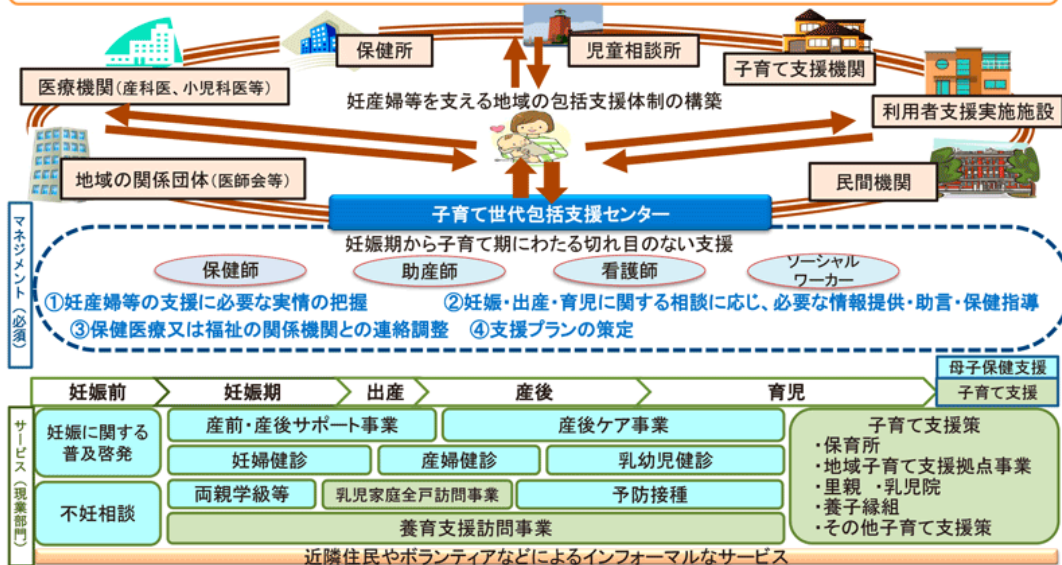 保健所
児童相談所
子育て支援機関
医療機関(産科医、小児科医等)
妊産婦等を支える地域の包括支援体制の構築
利用者支援実施施設
地域の関係団体(医師会等)
民間機関
子育て世代包括支援センター
妊娠期から子育て期にわたる切れ目のない支援
マネジメント(必須)
保健師
助産師
看護師
ソーシャル
ワーカー
①妊産婦等の支援に必要な実情の把握
②妊娠・出産・育児に関する相談に応じ、必要な情報提供・助言・保健指導
③保健医療又は福祉の関係機関との連絡調整
④支援プランの策定
母子保健支援
子育て支援
妊娠前
妊娠期
出産
産後
育児
サービス(現業部門)
妊娠に関する
普及啓発
産前・産後サポート事業
産後ケア事業
妊婦健診
産婦健診
乳幼児健診
不妊相談
両親学級等
乳児家庭全戸訪問事業
予防接種
養育支援訪問事業
子育て支援策
・保育所
・地域子育て支援拠点事業
・里親 ・乳児院
・養子縁組
・その他子育て支援策
近隣住民やボランティアなどによるインフォーマルなサービス